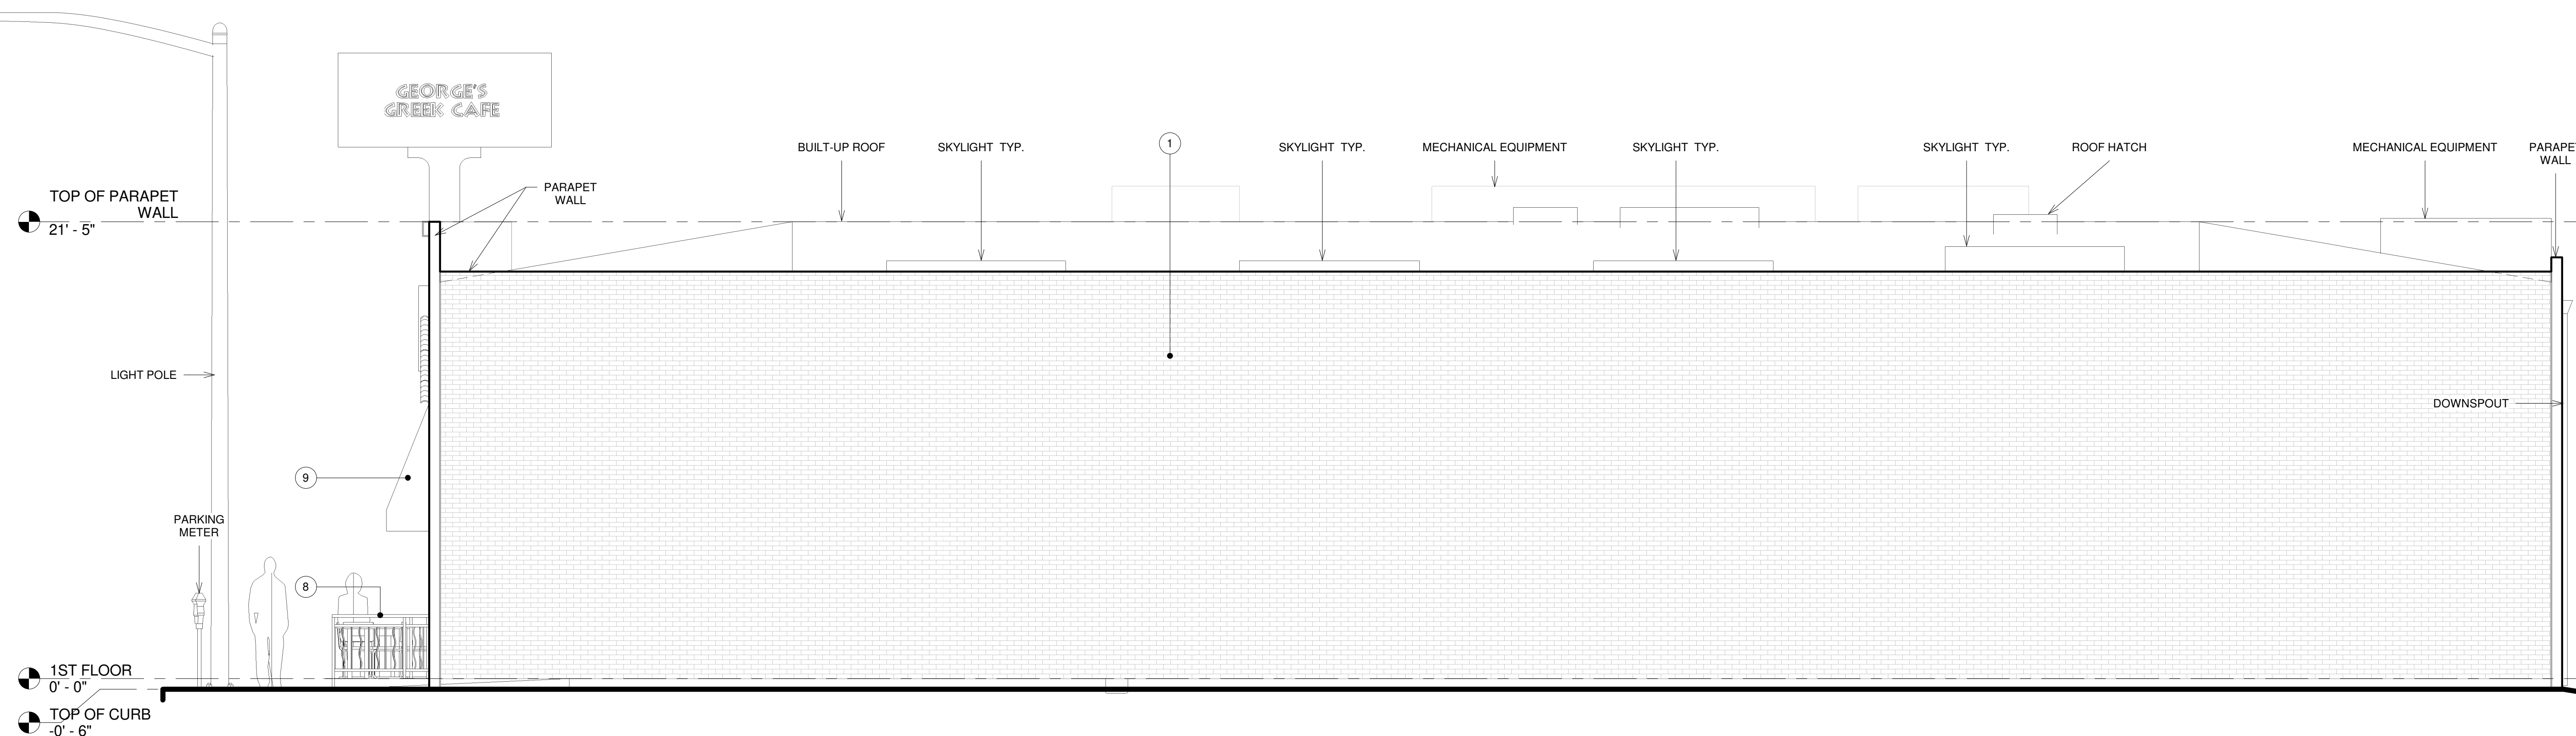 GEORGE'S
GREEK CAFE
BUILT-UP ROOF
SKYLIGHT TYP.
1
SKYLIGHT TYP.
MECHANICAL EQUIPMENT
SKYLIGHT TYP.
SKYLIGHT TYP.
ROOF HATCH
MECHANICAL EQUIPMENT
PARAPET
WALL
TOP OF PARAPET
WALL
21' - 5"
PARAPET
WALL
LIGHT POLE
DOWNSPOUT
9
PARKING
METER
8
1ST FLOOR
0' - 0"
TOP OF CURB
-0' - 6"